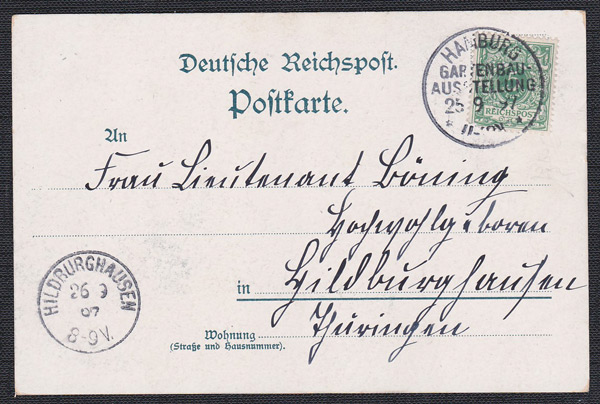 Deutsche Reichspost.
Postkarte.
HAMBURG
GARTENBAU-
AUSSTELLUNG
25 9 97
REICHSPOST
An
Frau Lieutenant Böning
Hochwohlgeboren
in Hildburghausen
Thüringen
Wohnung
(Straße und Hausnummer).
HILDBURGHAUSEN
26 9
97
8-9V.